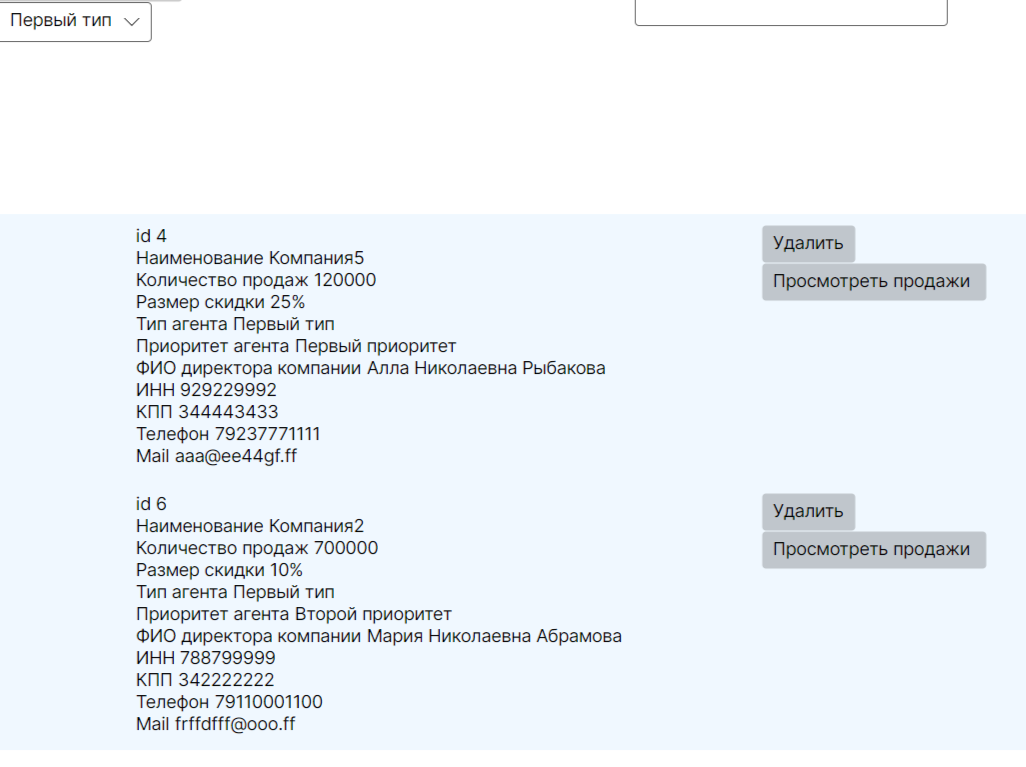 Первый тип
id 4
Наименование Компания5
Количество продаж 120000
Размер скидки 25%
Тип агента Первый тип
Приоритет агента Первый приоритет
ФИО директора компании Алла Николаевна Рыбакова
ИНН 929229992
КПП 344443433
Телефон 79237771111
Mail aaa@ee44gf.ff
Удалить
Просмотреть продажи
id 6
Наименование Компания2
Количество продаж 700000
Размер скидки 10%
Тип агента Первый тип
Приоритет агента Второй приоритет
ФИО директора компании Мария Николаевна Абрамова
ИНН 788799999
КПП 342222222
Телефон 79110001100
Mail frffdfff@ooo.ff
Удалить
Просмотреть продажи